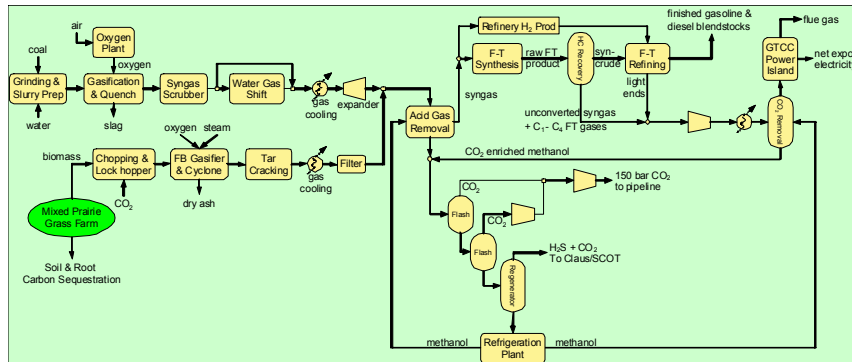 air
Oxygen
Plant
coal
oxygen
Grinding &
Slurry Prep
Gasification
& Quench
Syngas
Scrubber
Water Gas
Shift
gas
cooling
expander
water
slag
Refinery H2 Prod
F-T
Synthesis
raw FT
product
HC Recovery
syn-
crude
F-T
Refining
finished gasoline &
diesel blendstocks
flue gas
GTCC
Power
Island
net expo
electricity
syngas
light
ends
unconverted syngas
+ C1- C4 FT gases
CO2 Removal
Acid Gas
Removal
oxygen steam
biomass
Chopping &
Lock hopper
FB Gasifier
& Cyclone
Tar
Cracking
gas
cooling
Filter
CO2
dry ash
Mixed Prairie
Grass Farm
Soil & Root
Carbon Sequestration
CO2 enriched methanol
CO2
150 bar CO2
to pipeline
Flash
CO2
Flash
H2S + CO2
To Claus/SCOT
Regenerator
methanol
Refrigeration
Plant
methanol